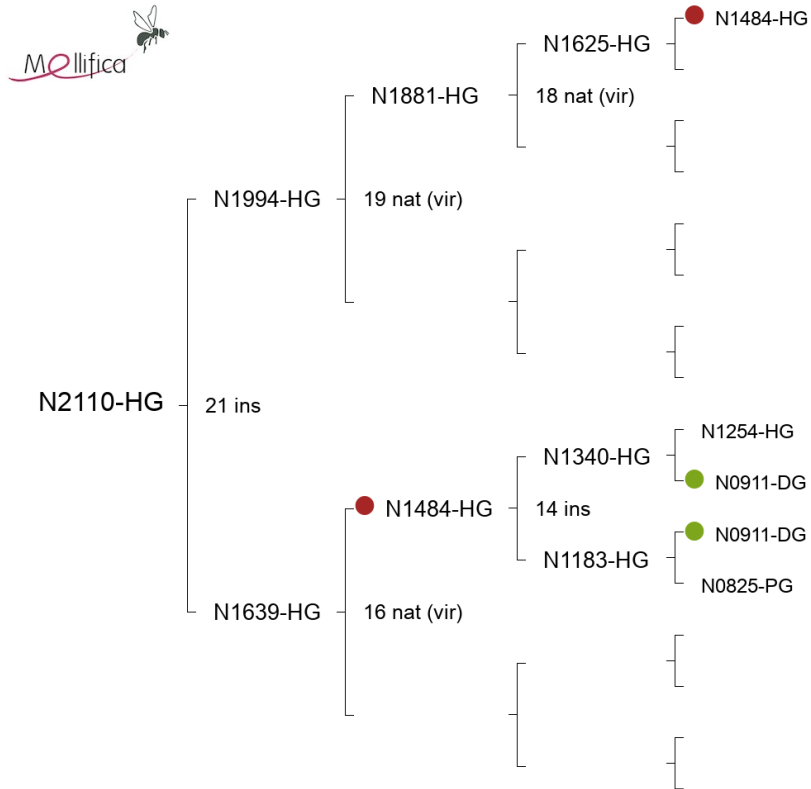 Mellifica
N1484-HG
N1625-HG
N1881-HG
18 nat (vir)
N1994-HG
19 nat (vir)
N2110-HG
21 ins
N1254-HG
N1340-HG
N0911-DG
N1484-HG
14 ins
N0911-DG
N1183-HG
N0825-PG
N1639-HG
16 nat (vir)